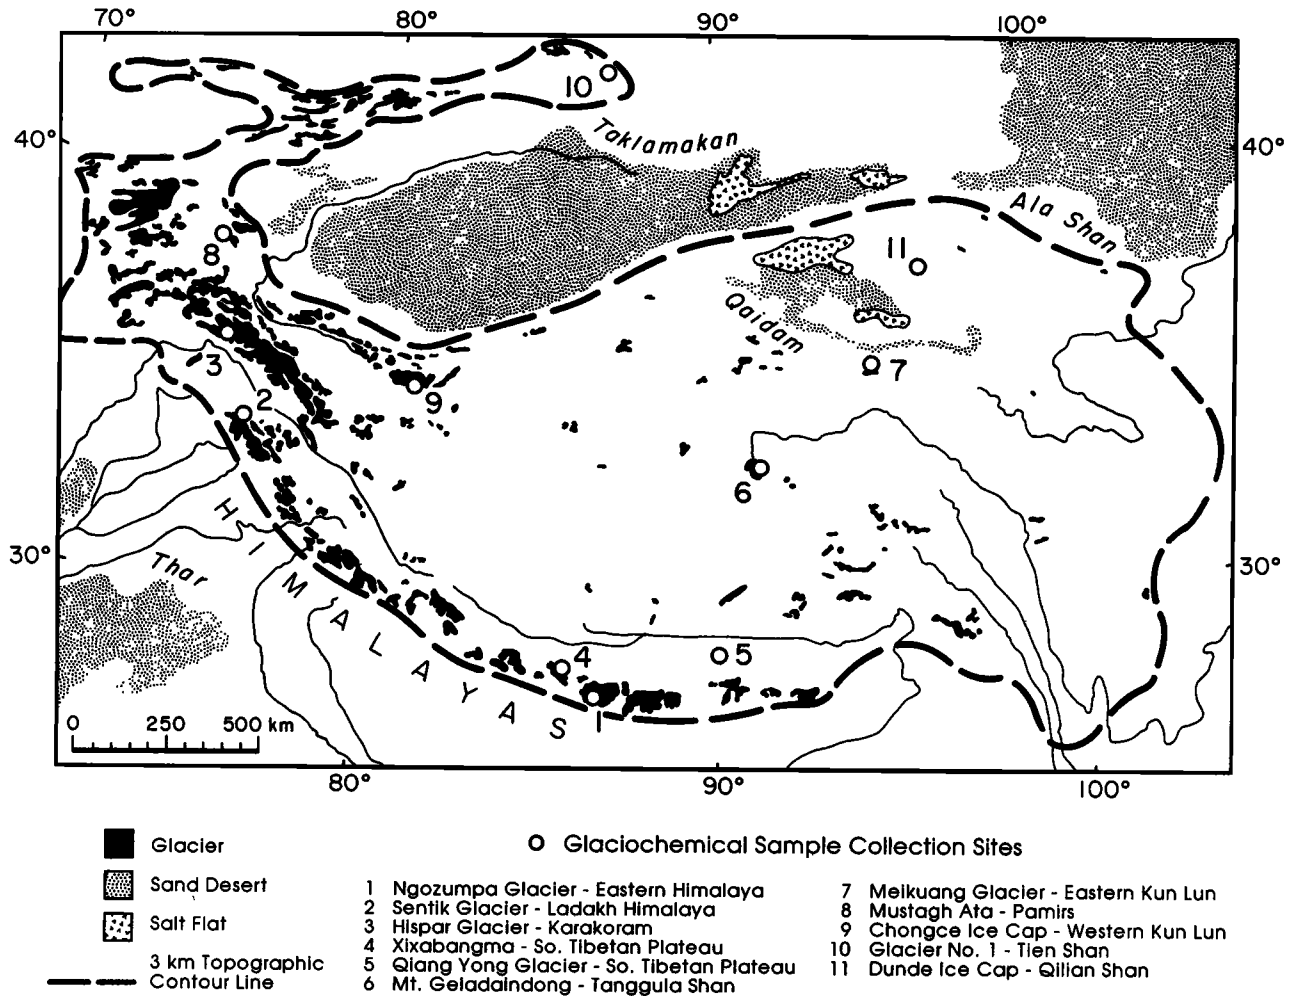 70° 80° 90° 100°
10
Taklamakan
40° 40°
Ala Shan
11
8
Qaidam
3
7
2
9
6
HIMALAYAS
30° 30°
Thar
4 5
1
0 250 500 km
80° 90° 100°
Glacier
Sand Desert
Salt Flat
3 km Topographic
Contour Line
Glaciochemical Sample Collection Sites
1 Ngozumpa Glacier - Eastern Himalaya
2 Sentik Glacier - Ladakh Himalaya
3 Hispar Glacier - Karakoram
4 Xixabangma - So. Tibetan Plateau
5 Qiang Yong Glacier - So. Tibetan Plateau
6 Mt. Geladaindong - Tanggula Shan
7 Meikuang Glacier - Eastern Kun Lun
8 Mustagh Ata - Pamirs
9 Chongce Ice Cap - Western Kun Lun
10 Glacier No. 1 - Tien Shan
11 Dunde Ice Cap - Qilian Shan